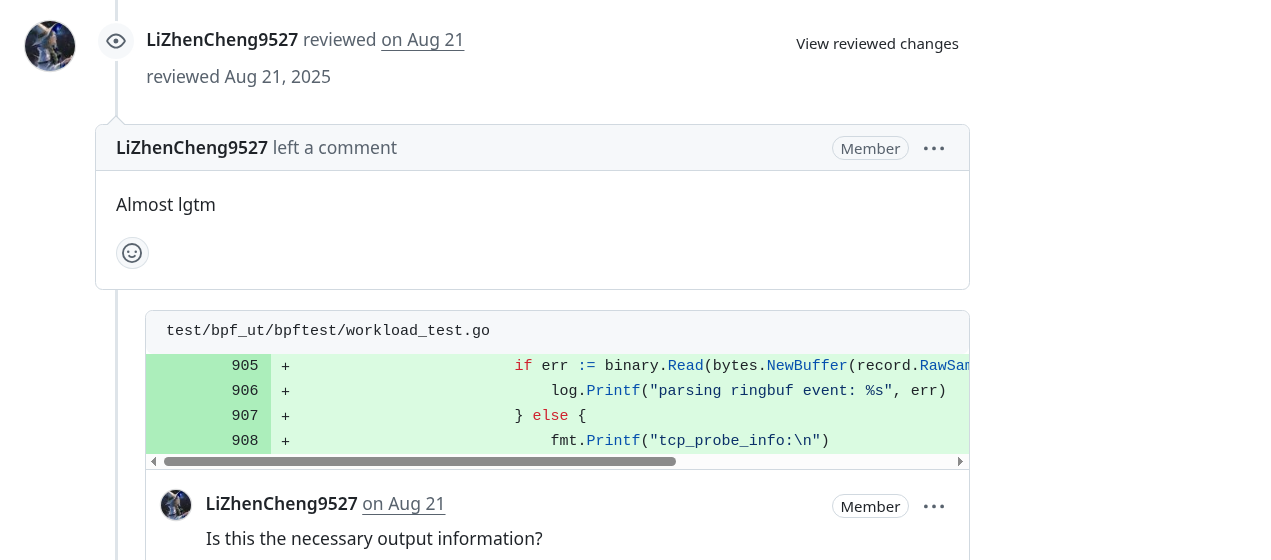 LiZhenCheng9527 reviewed on Aug 21
View reviewed changes
reviewed Aug 21, 2025
LiZhenCheng9527 left a comment
Member
Almost lgtm
test/bpf_ut/bpftest/workload_test.go
905 + if err := binary.Read(bytes.NewBuffer(record.RawSam
906 + log.Printf("parsing ringbuf event: %s", err)
907 + } else {
908 + fmt.Printf("tcp_probe_info:\n")
LiZhenCheng9527 on Aug 21
Member
Is this the necessary output information?